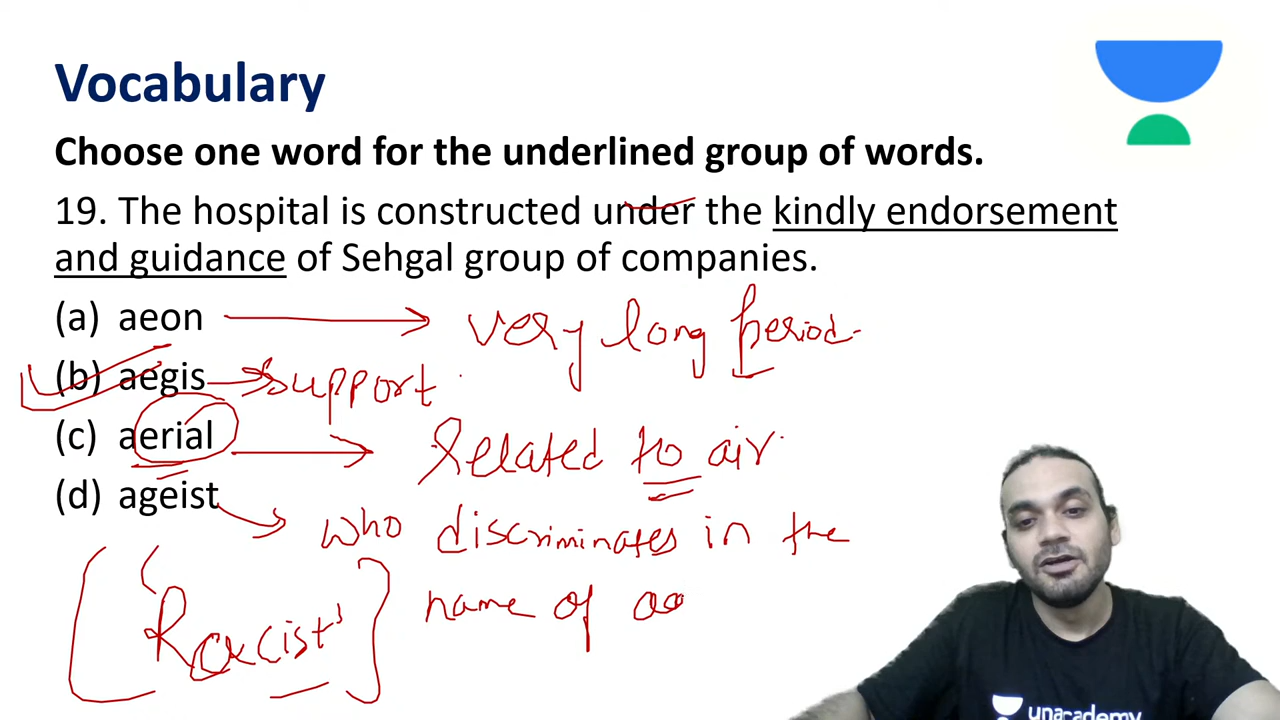 Vocabulary
Choose one word for the underlined group of words.
19. The hospital is constructed under the kindly endorsement
and guidance of Sehgal group of companies.
(a) aeon very long period
(b) aegis support
(c) aerial related to air
(d) ageist
who discriminates in the
name of
Racist
unacademy